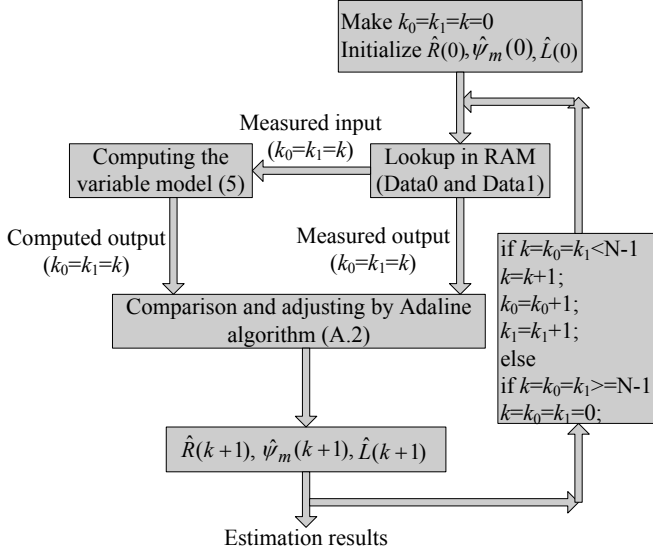 Make k₀=k₁=k=0
Initialize R̂(0), ψ̂ₘ(0), L̂(0)
Measured input
(k₀=k₁=k)
Computing the
variable model (5)
Lookup in RAM
(Data0 and Data1)
Computed output
(k₀=k₁=k)
Measured output
(k₀=k₁=k)
if k=k₀=k₁<N-1
k=k+1;
k₀=k₀+1;
k₁=k₁+1;
else
if k=k₀=k₁>=N-1
k=k₀=k₁=0;
Comparison and adjusting by Adaline
algorithm (A.2)
R̂(k+1), ψ̂ₘ(k+1), L̂(k+1)
Estimation results